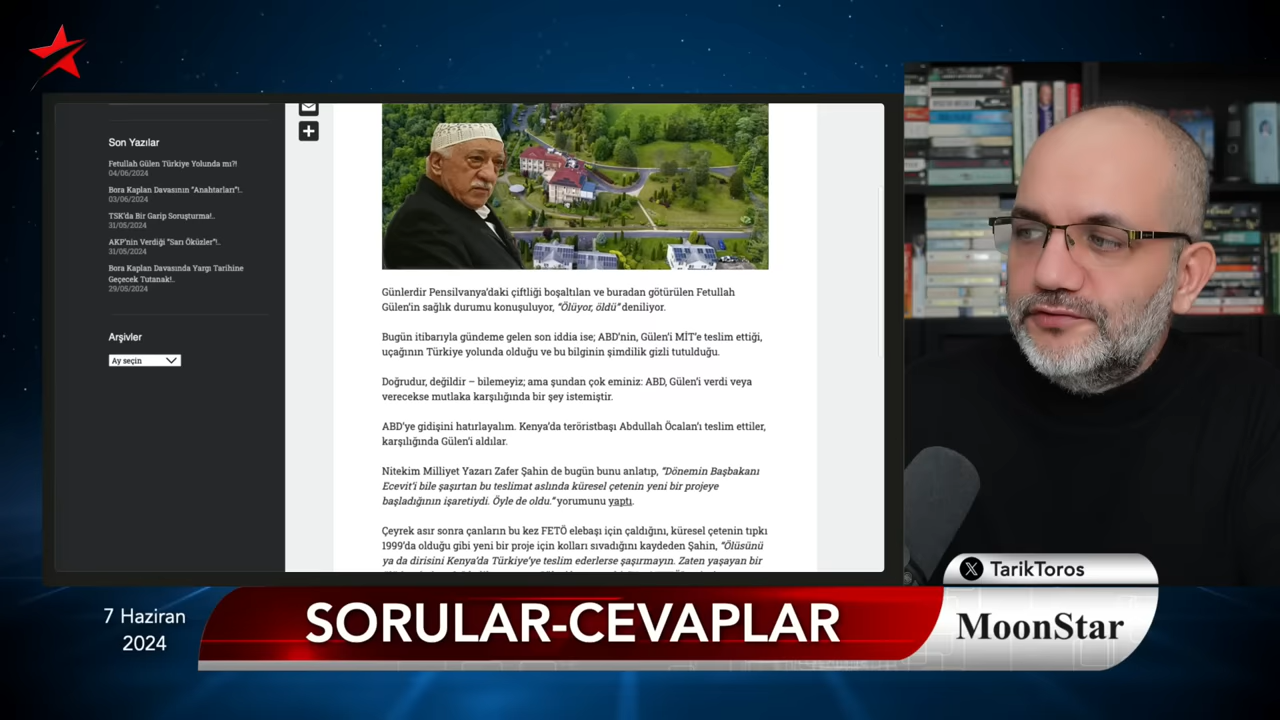 Son Yazılar
Fetullah Gülen Türkiye Yolunda mı?!
04/06/2024
Bora Kaplan Davasının “Anahtarları”!..
03/06/2024
TSK'da Bir Garip Soruşturma!..
31/05/2024
AKP'nin Verdiği “Sarı Öküzler”!..
31/05/2024
Bora Kaplan Davasında Yargı Tarihine
Geçecek Tutanak!..
29/05/2024
Arşivler
Ay seçin
Günlerdir Pensilvanya’daki çiftliği boşaltılan ve buradan götürülen Fetullah
Gülen’in sağlık durumu konuşuluyor, “Ölüyor, öldü” deniliyor.
Bugün itibarıyla gündeme gelen son iddia ise; ABD’nin, Gülen’i MİT’e teslim ettiği,
uçağının Türkiye yolunda olduğu ve bu bilginin şimdilik gizli tutulduğu.
Doğrudur, değildir – bilemeyiz; ama şundan çok eminiz: ABD, Gülen’i verdi veya
verecekse mutlaka karşılığında bir şey istemiştir.
ABD’ye gidişini hatırlayalım. Kenya’da teröristbaşı Abdullah Öcalan’ı teslim ettiler,
karşılığında Gülen’i aldılar.
Nitekim Milliyet Yazarı Zafer Şahin de bugün bunu anlatıp, “Dönemin Başbakanı
Ecevit’i bile şaşırtan bu teslimat aslında küresel çetenin yeni bir projeye
başladığının işaretiydi. Öyle de oldu.” yorumunu yaptı.
Çeyrek asır sonra çanların bu kez FETÖ elebaşı için çaldığını, küresel çetenin tıpkı
1999’da olduğu gibi yeni bir proje için kolları sıvadığını kaydeden Şahin, “Ölüsünü
ya da dirisini Kenya’da Türkiye’ye teslim ederlerse şaşırmayın. Zaten yaşayan bir
TarikToros
MoonStar
7 Haziran
2024
SORULAR-CEVAPLAR